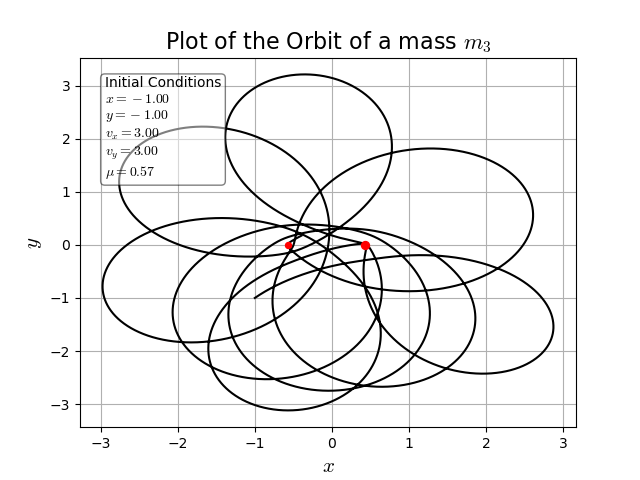 Plot of the Orbit of a mass m₃
Initial Conditions
x = −1.00
y = −1.00
vₓ = 3.00
v_y = 3.00
μ = 0.57
y
3
2
1
0
−1
−2
−3
−3 −2 −1 0 1 2 3
x